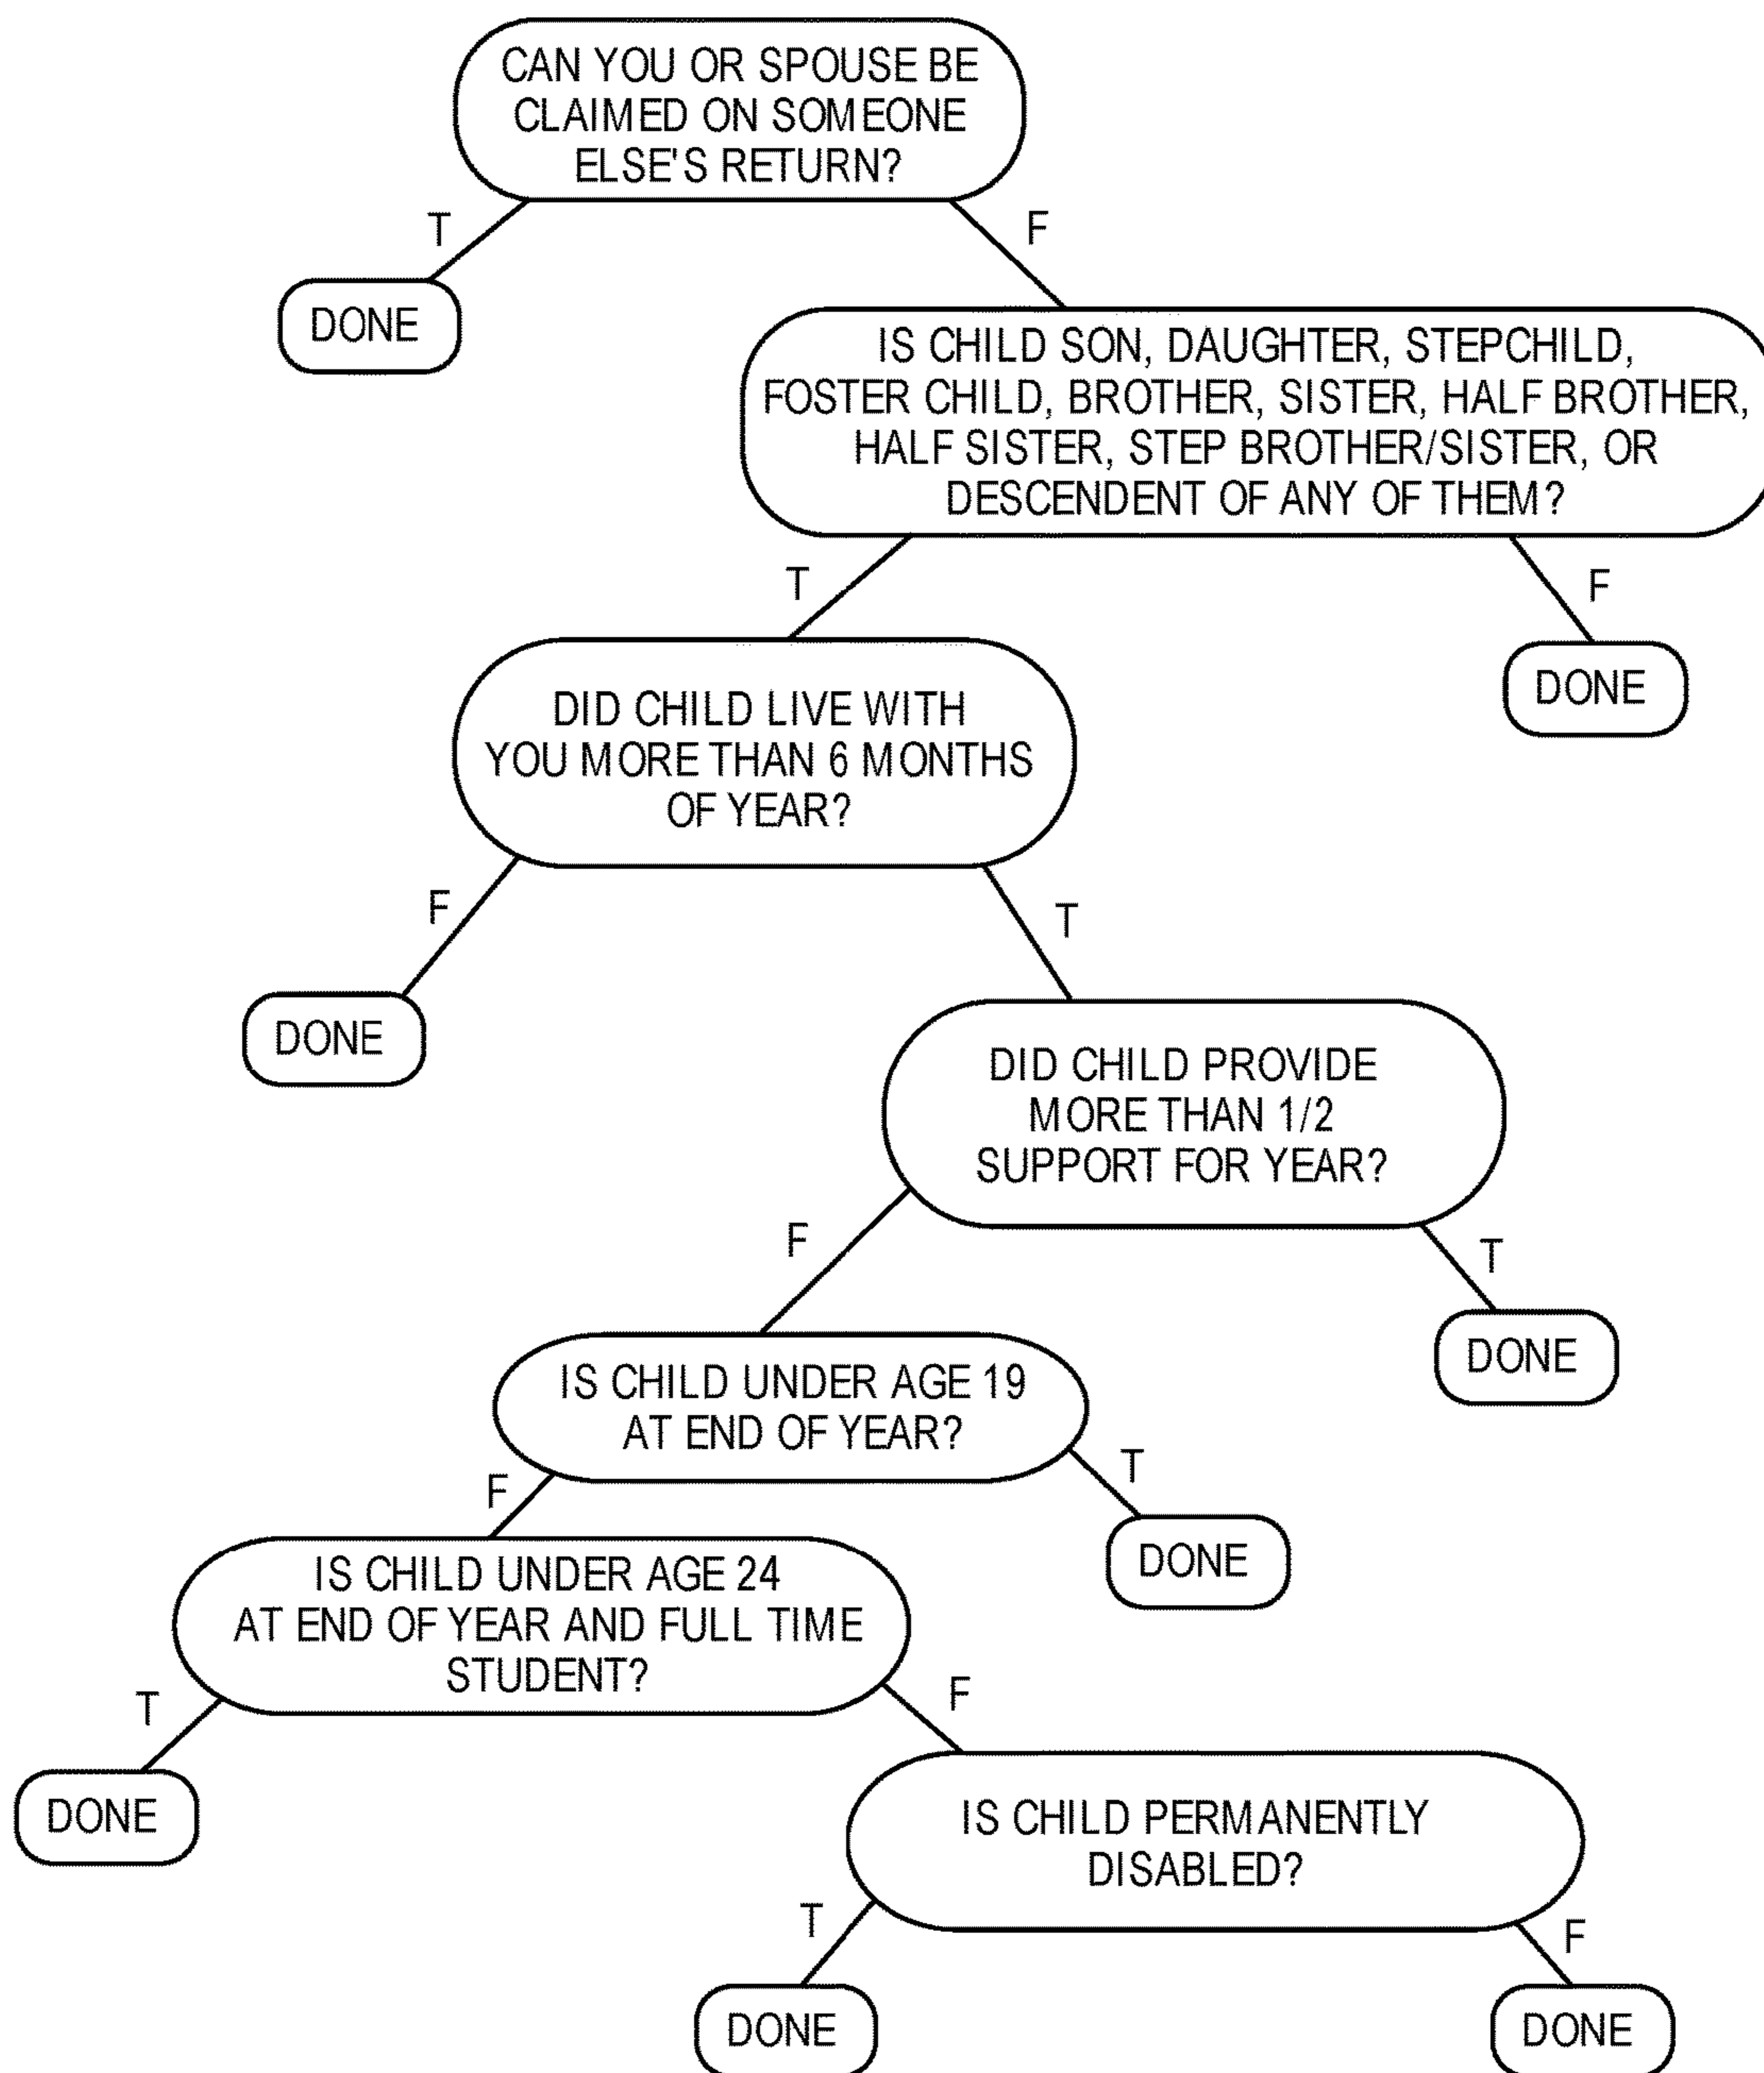 CAN YOU OR SPOUSE BE
CLAIMED ON SOMEONE
ELSE'S RETURN?
T
F
DONE
IS CHILD SON, DAUGHTER, STEPCHILD,
FOSTER CHILD, BROTHER, SISTER, HALF BROTHER,
HALF SISTER, STEP BROTHER/SISTER, OR
DESCENDENT OF ANY OF THEM?
T
F
DID CHILD LIVE WITH
YOU MORE THAN 6 MONTHS
OF YEAR?
DONE
F
T
DONE
DID CHILD PROVIDE
MORE THAN 1/2
SUPPORT FOR YEAR?
F
T
DONE
IS CHILD UNDER AGE 19
AT END OF YEAR?
F
T
DONE
IS CHILD UNDER AGE 24
AT END OF YEAR AND FULL TIME
STUDENT?
T
F
DONE
IS CHILD PERMANENTLY
DISABLED?
T
F
DONE
DONE